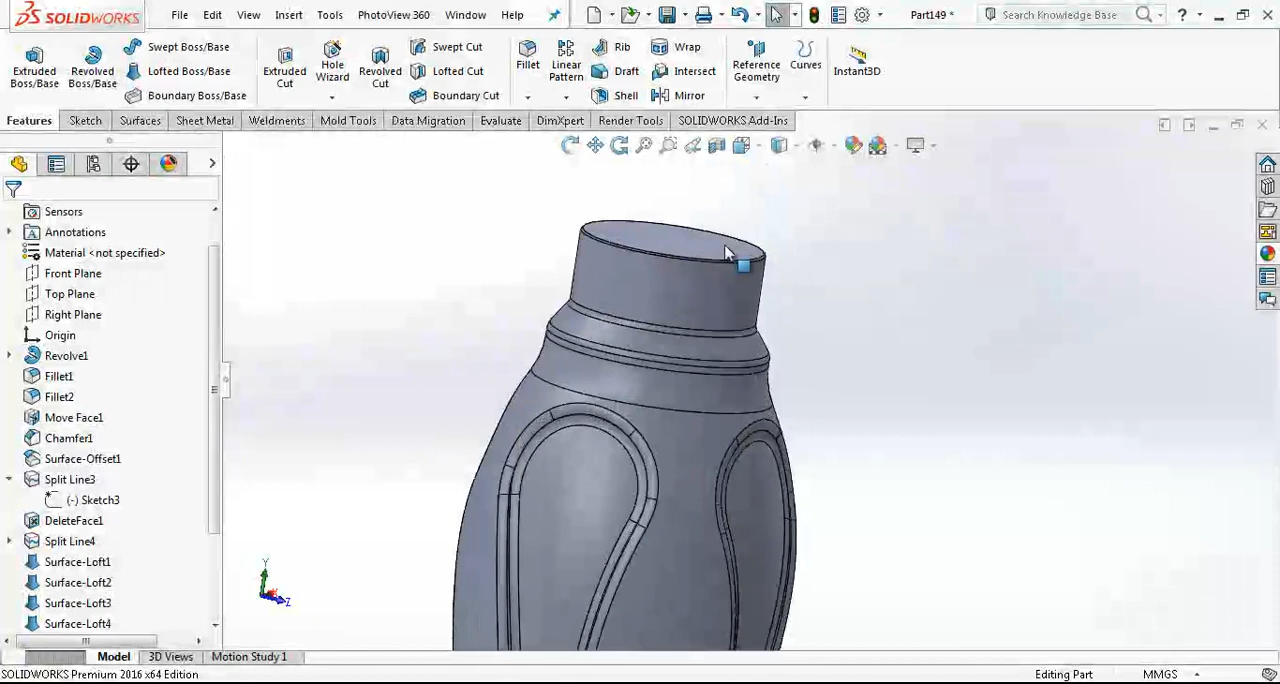 SOLIDWORKS File Edit View Insert Tools PhotoView 360 Window Help Part149 * Search Knowledge Base ?
Extruded Boss/Base
Revolved Boss/Base
Swept Boss/Base
Lofted Boss/Base
Boundary Boss/Base
Extruded Cut
Hole Wizard
Revolved Cut
Swept Cut
Lofted Cut
Boundary Cut
Fillet
Linear Pattern
Rib
Draft
Shell
Wrap
Intersect
Mirror
Reference Geometry
Curves
Instant3D
Features Sketch Surfaces Sheet Metal Weldments Mold Tools Data Migration Evaluate DimXpert Render Tools SOLIDWORKS Add-Ins
Sensors
Annotations
Material <not specified>
Front Plane
Top Plane
Right Plane
Origin
Revolve1
Fillet1
Fillet2
Move Face1
Chamfer1
Surface-Offset1
Split Line3
(-) Sketch3
DeleteFace1
Split Line4
Surface-Loft1
Surface-Loft2
Surface-Loft3
Surface-Loft4
Y
Z
Model 3D Views Motion Study 1
SOLIDWORKS Premium 2016 x64 Edition Editing Part MMGS